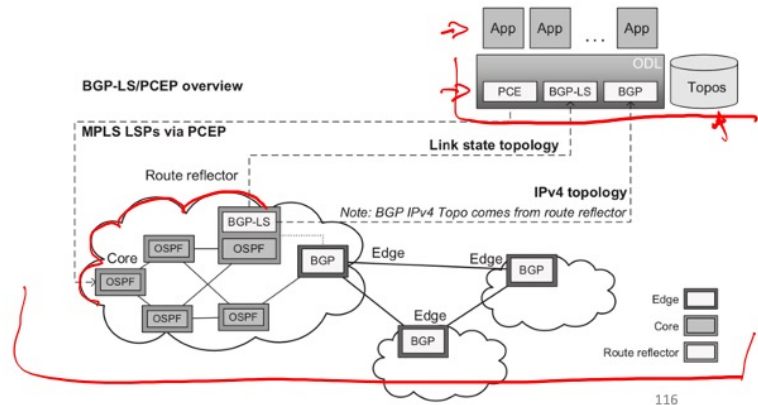 App App ... App
ODL
BGP-LS/PCEP overview
PCE BGP-LS BGP
Topos
MPLS LSPs via PCEP
Link state topology
Route reflector
IPv4 topology
Note: BGP IPv4 Topo comes from route reflector
BGP-LS
Core OSPF OSPF
BGP
Edge
Edge
BGP
OSPF
OSPF OSPF
Edge
BGP
Edge
Core
Route reflector
116